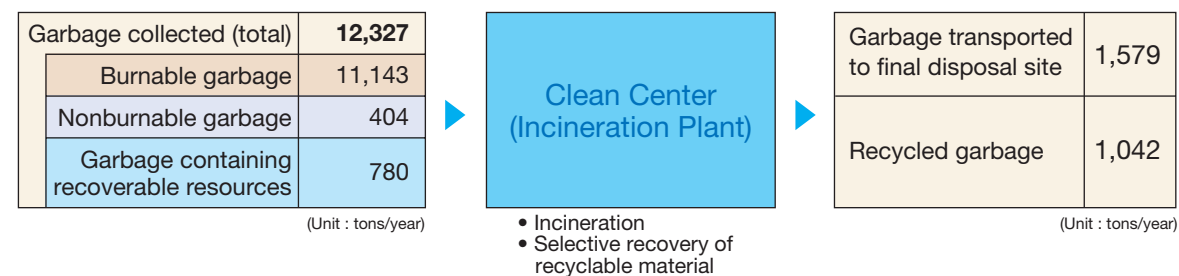 Garbage collected (total) 12,327
Burnable garbage 11,143
Nonburnable garbage 404
Garbage containing
recoverable resources 780
(Unit : tons/year)
Clean Center
(Incineration Plant)
• Incineration
• Selective recovery of
recyclable material
Garbage transported
to final disposal site 1,579
Recycled garbage 1,042
(Unit : tons/year)